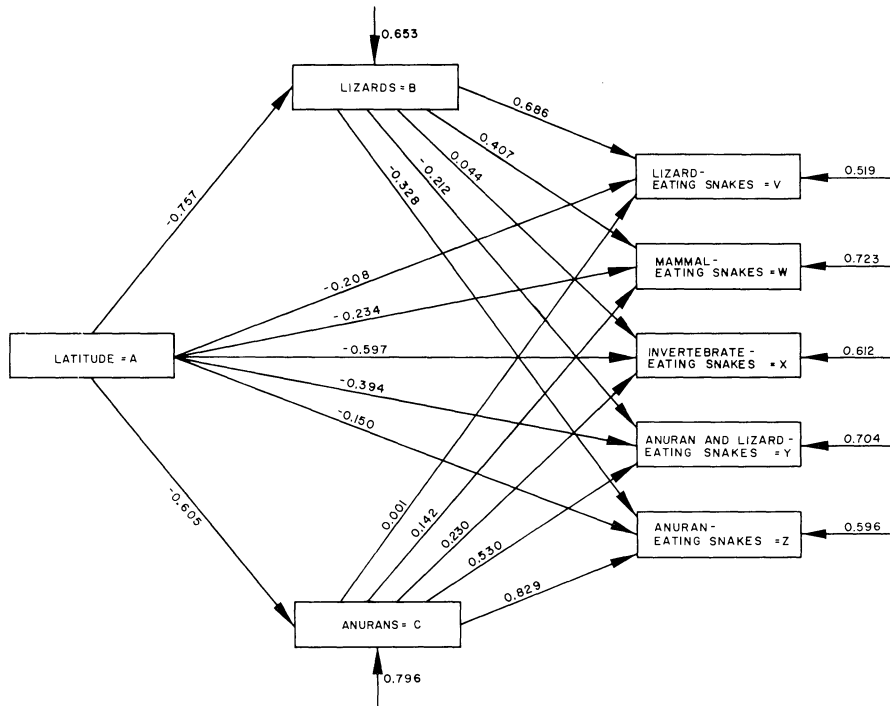 0.653
LIZARDS = B
0.686
0.407
0.044
-0.212
-0.328
LIZARD-
EATING SNAKES = V
0.519
-0.757
-0.208
MAMMAL-
EATING SNAKES = W
0.723
-0.234
LATITUDE = A
-0.597
INVERTEBRATE-
EATING SNAKES = X
0.612
-0.394
ANURAN AND LIZARD-
EATING SNAKES = Y
0.704
-0.150
ANURAN-
EATING SNAKES = Z
0.596
-0.605
0.001
0.142
0.230
0.530
0.829
ANURANS = C
0.796